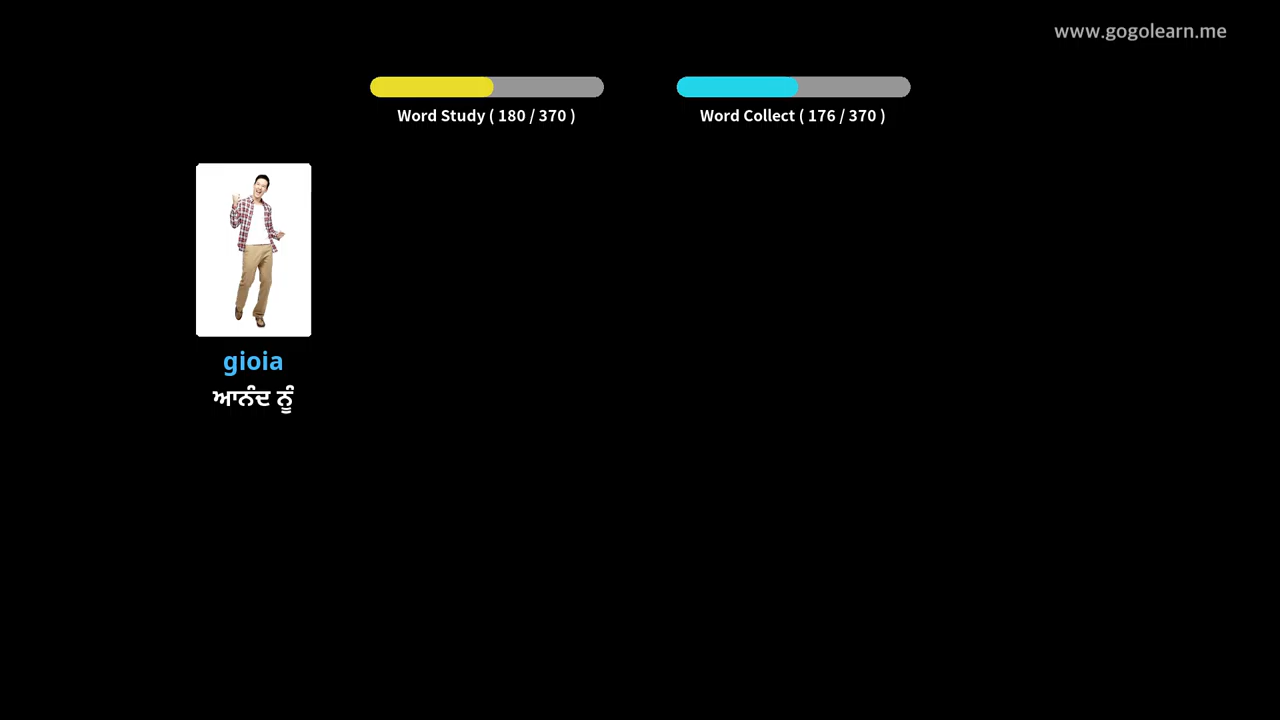 www.gogolearn.me
Word Study ( 180 / 370 )
Word Collect ( 176 / 370 )
gioia
ਆਨੰਦ ਨੂੰ